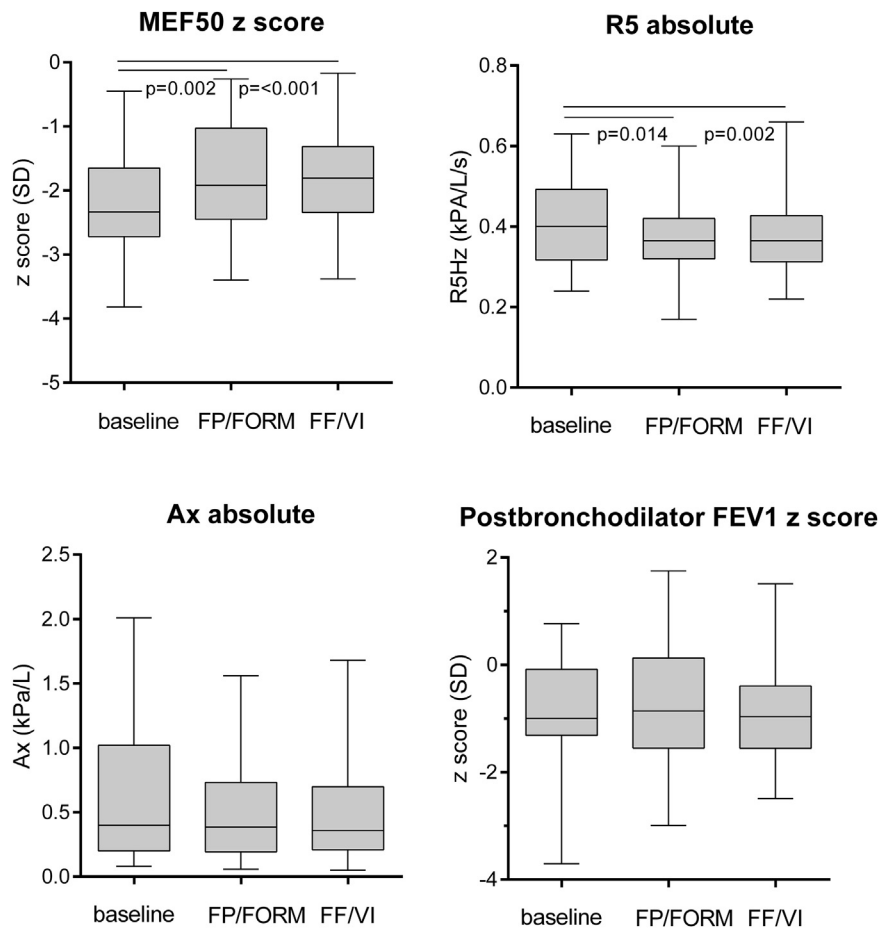 MEF50 z score
z score (SD)
0
-1
-2
-3
-4
-5
p=0.002
p=<0.001
baseline
FP/FORM
FF/VI
R5 absolute
R5Hz (kPA/L/s)
0.8
0.6
0.4
0.2
0.0
p=0.014
p=0.002
baseline
FP/FORM
FF/VI
Ax absolute
Ax (kPa/L)
2.5
2.0
1.5
1.0
0.5
0.0
baseline
FP/FORM
FF/VI
Postbronchodilator FEV1 z score
z score (SD)
2
0
-2
-4
baseline
FP/FORM
FF/VI